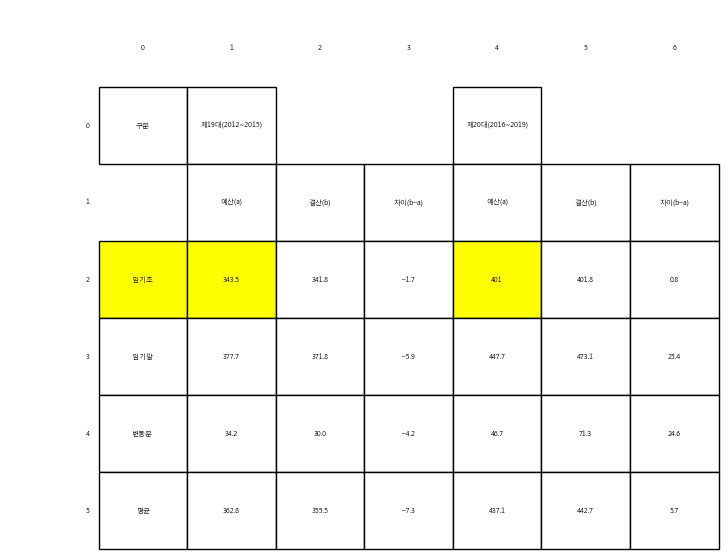 0 1 2 3 4 5 6
0 구분 제19대(2012~2015) 제20대(2016~2019)
1 예산(a) 결산(b) 차이(b-a) 예산(a) 결산(b) 차이(b-a)
2 임기초 343.5 341.8 -1.7 401 401.8 0.8
3 임기말 377.7 371.8 -5.9 447.7 473.1 25.4
4 변동분 34.2 30.0 -4.2 46.7 71.3 24.6
5 평균 362.8 355.5 -7.3 437.1 442.7 5.7